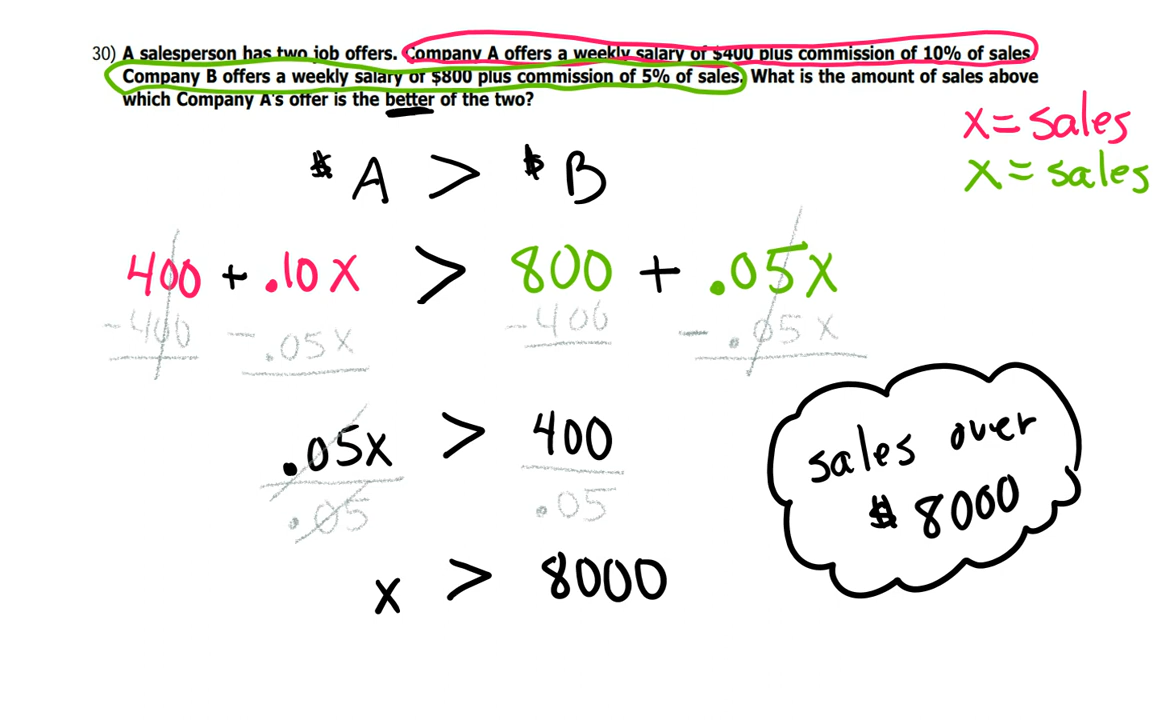 30) A salesperson has two job offers. Company A offers a weekly salary of $400 plus commission of 10% of sales.
Company B offers a weekly salary of $800 plus commission of 5% of sales. What is the amount of sales above
which Company A's offer is the better of the two?
x = sales
x = sales
$ A > $ B
400 + .10x > 800 + .05x
-400 - .05x -400 - .05x
.05x > 400
.05 .05
x > 8000
sales over
$ 8000